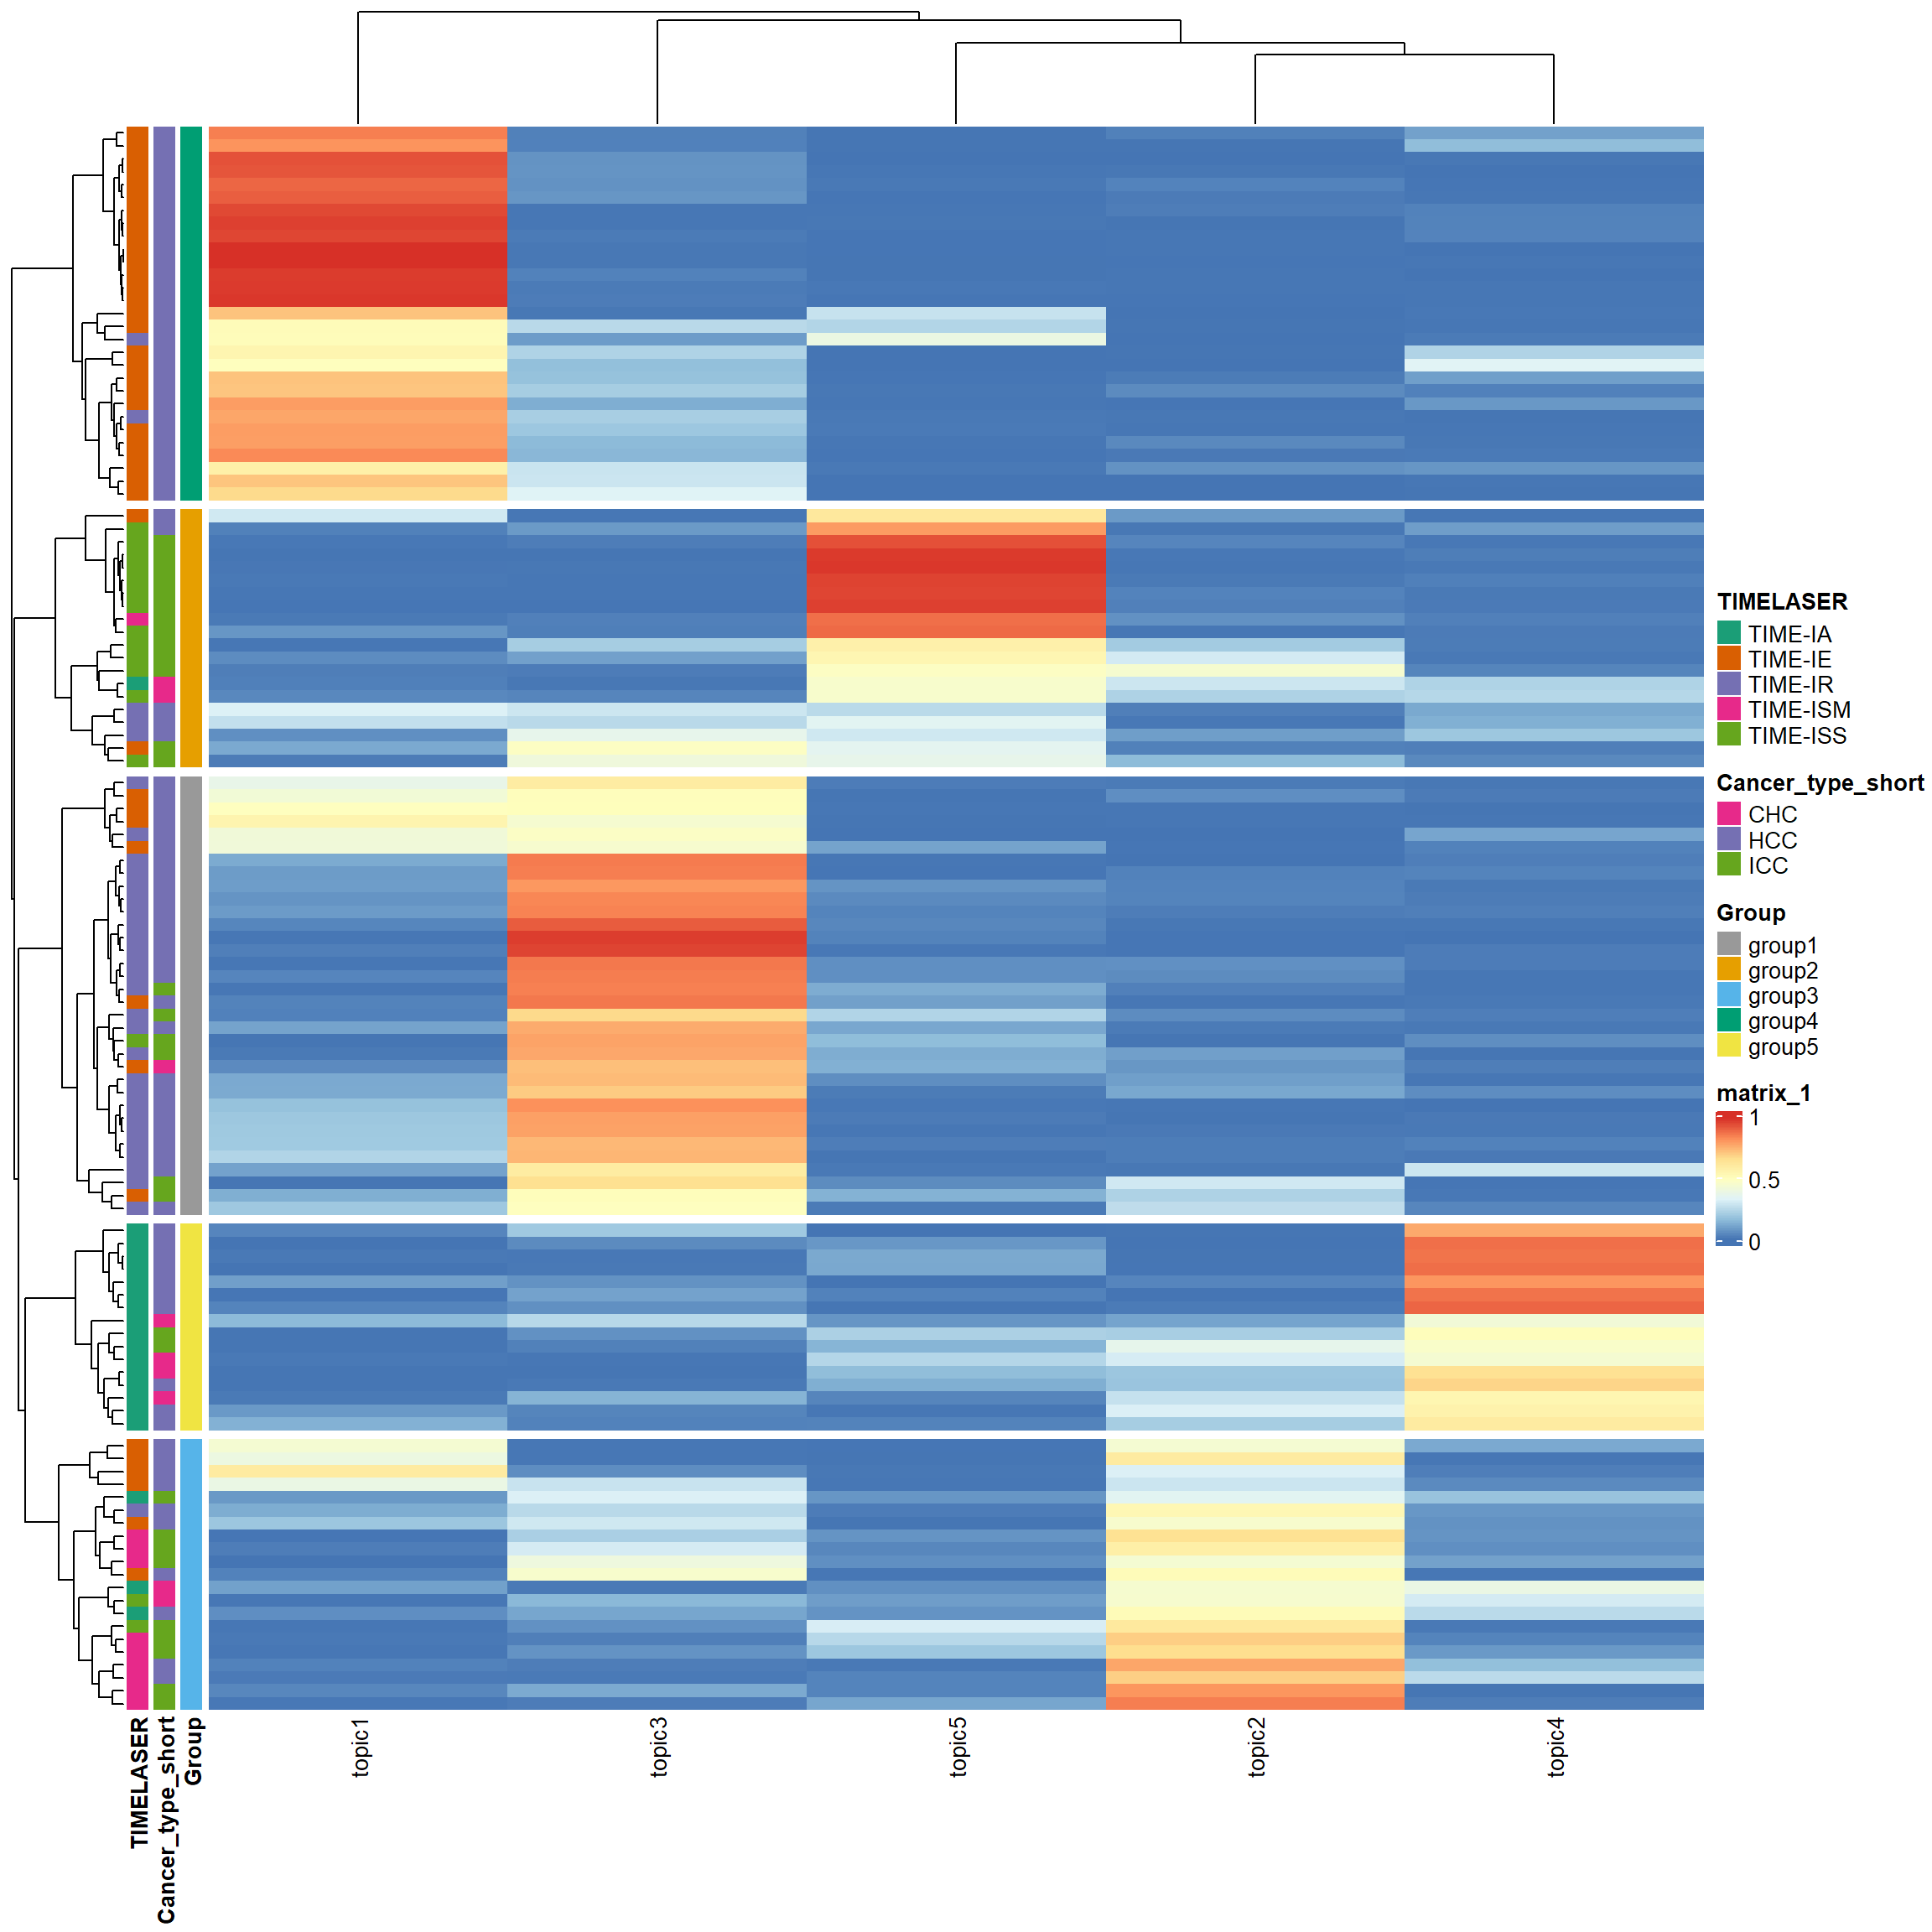 TIMELASER
TIME-IA
TIME-IE
TIME-IR
TIME-ISM
TIME-ISS
Cancer_type_short
CHC
HCC
ICC
Group
group1
group2
group3
group4
group5
matrix_1
1
0.5
0
TIMELASER
Cancer_type_short
Group
topic1
topic3
topic5
topic2
topic4